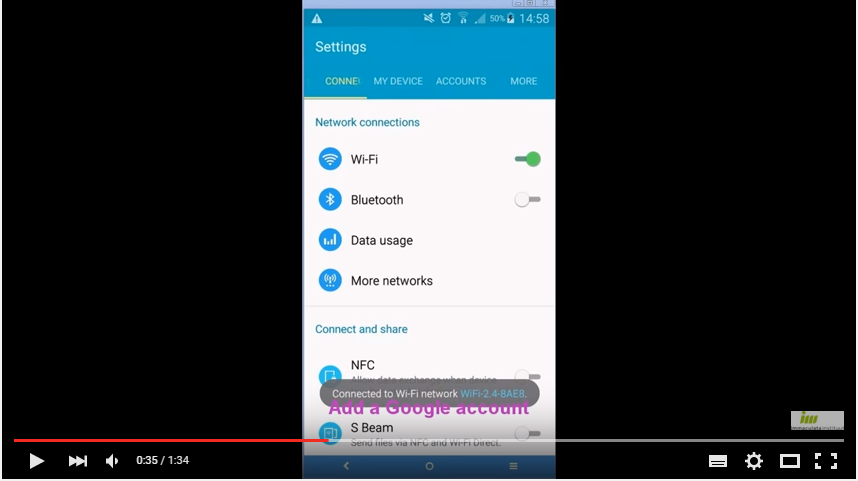 50% 14:58
Settings
CONNE MY DEVICE ACCOUNTS MORE
Network connections
Wi-Fi
Bluetooth
Data usage
More networks
Connect and share
NFC
Allow data exchange when device
Connected to Wi-Fi network WiFi-2.4-8AE8.
Add a Google account
S Beam
Send files via NFC and Wi-Fi Direct.
iw
0:35 / 1:34